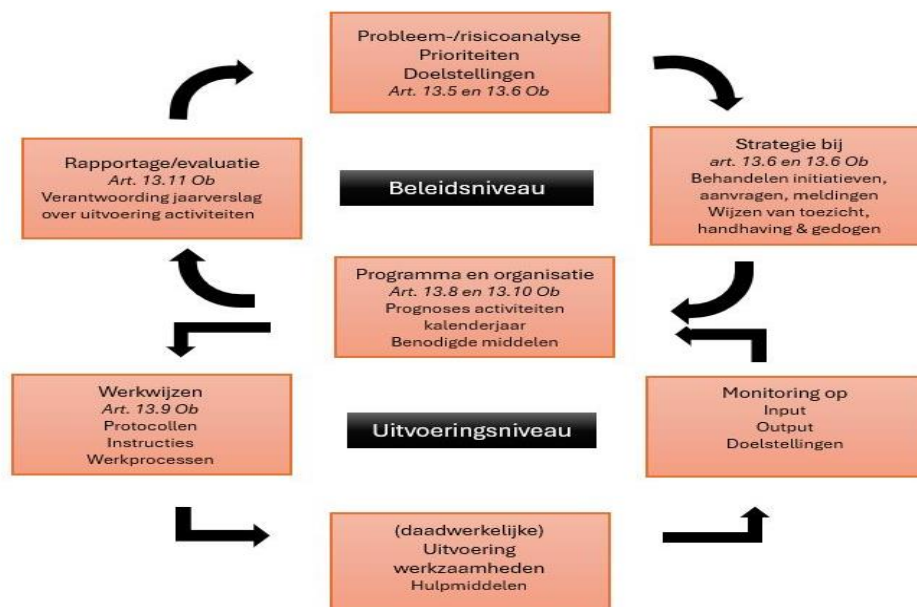 Probleem-/risicoanalyse
Prioriteiten
Doelstellingen
Art. 13.5 en 13.6 Ob
Rapportage/evaluatie
Art. 13.11 Ob
Verantwoording jaarverslag
over uitvoering activiteiten
Beleidsniveau
Strategie bij
art. 13.6 en 13.6 Ob
Behandelen initiatieven,
aanvragen, meldingen
Wijzen van toezicht,
handhaving & gedogen
Programma en organisatie
Art. 13.8 en 13.10 Ob
Prognoses activiteiten
kalenderjaar
Benodigde middelen
Werkwijzen
Art. 13.9 Ob
Protocollen
Instructies
Werkprocessen
Uitvoeringsniveau
Monitoring op
Input
Output
Doelstellingen
(daadwerkelijke)
Uitvoering
werkzaamheden
Hulpmiddelen